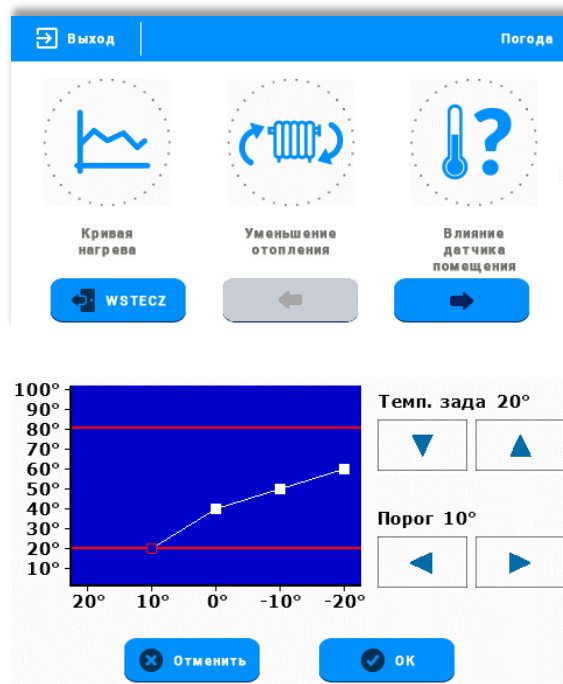 Выход
Погода
Кривая
нагрева
Уменьшение
отопления
Влияние
датчика
помещения
WSTECZ
100°
90°
80°
70°
60°
50°
40°
30°
20°
10°
20° 10° 0° -10° -20°
Темп. зада 20°
Порог 10°
Отменить
ОК